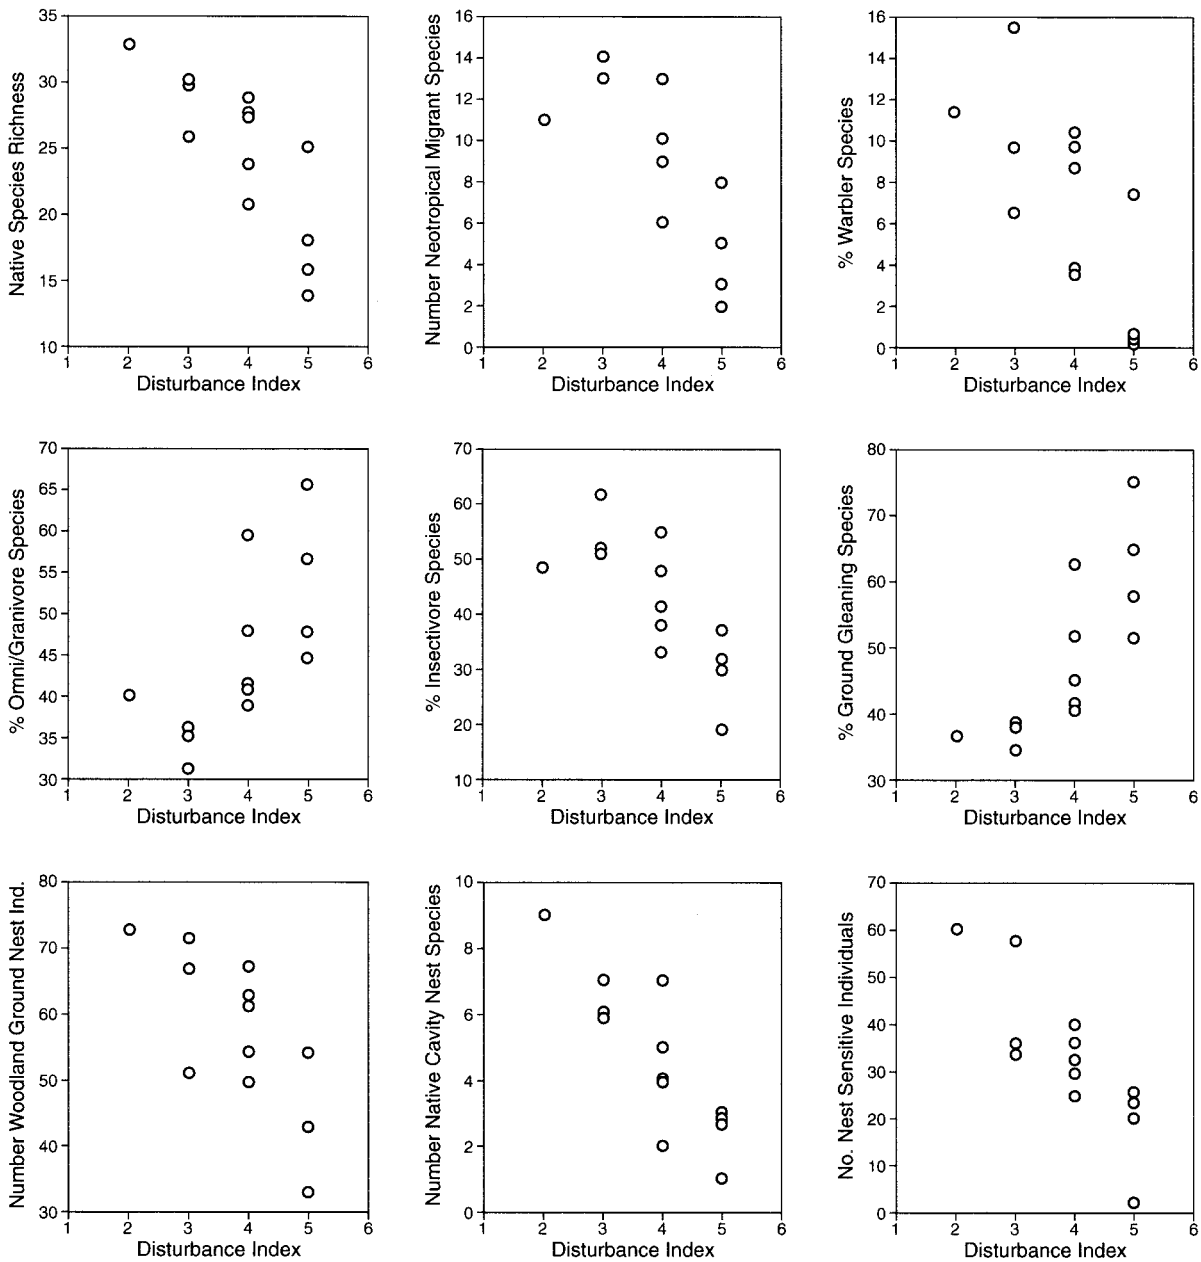 35
30
25
20
15
10
1 2 3 4 5 6
Native Species Richness
Disturbance Index
16
14
12
10
8
6
4
2
0
1 2 3 4 5 6
Number Neotropical Migrant Species
Disturbance Index
16
12
10
8
6
4
2
0
1 2 3 4 5 6
% Warbler Species
Disturbance Index
70
65
60
55
50
45
40
35
30
1 2 3 4 5 6
% Omni/Granivore Species
Disturbance Index
70
60
50
40
30
20
10
1 2 3 4 5 6
% Insectivore Species
Disturbance Index
80
70
60
50
40
30
1 2 3 4 5 6
% Ground Gleaning Species
Disturbance Index
80
70
60
50
40
30
1 2 3 4 5 6
Number Woodland Ground Nest Ind.
Disturbance Index
10
8
6
4
2
0
1 2 3 4 5 6
Number Native Cavity Nest Species
Disturbance Index
70
60
50
40
30
20
10
0
1 2 3 4 5 6
No. Nest Sensitive Individuals
Disturbance Index